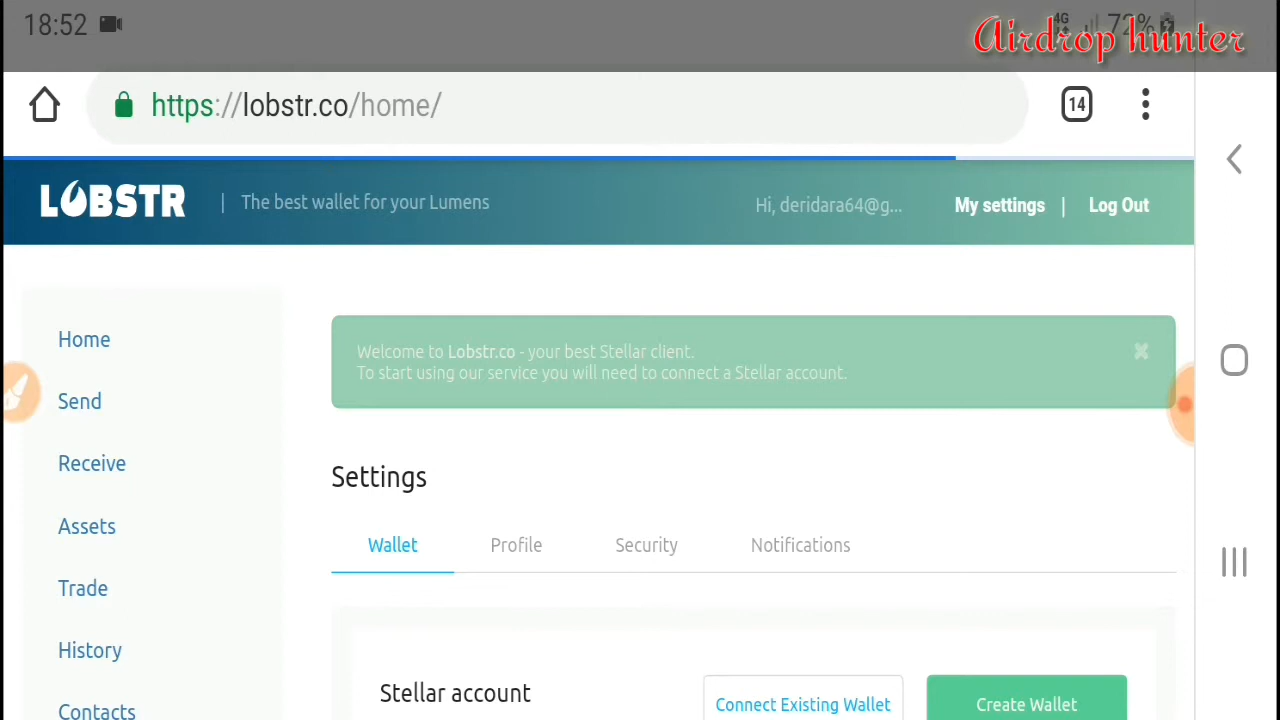 18:52 4G 72%
Airdrop hunter
https://lobstr.co/home/ 14
LOBSTR | The best wallet for your Lumens Hi, deridara64@g... My settings | Log Out
Home
Send
Receive
Assets
Trade
History
Contacts
Welcome to Lobstr.co - your best Stellar client.
To start using our service you will need to connect a Stellar account.
Settings
Wallet Profile Security Notifications
Stellar account Connect Existing Wallet Create Wallet